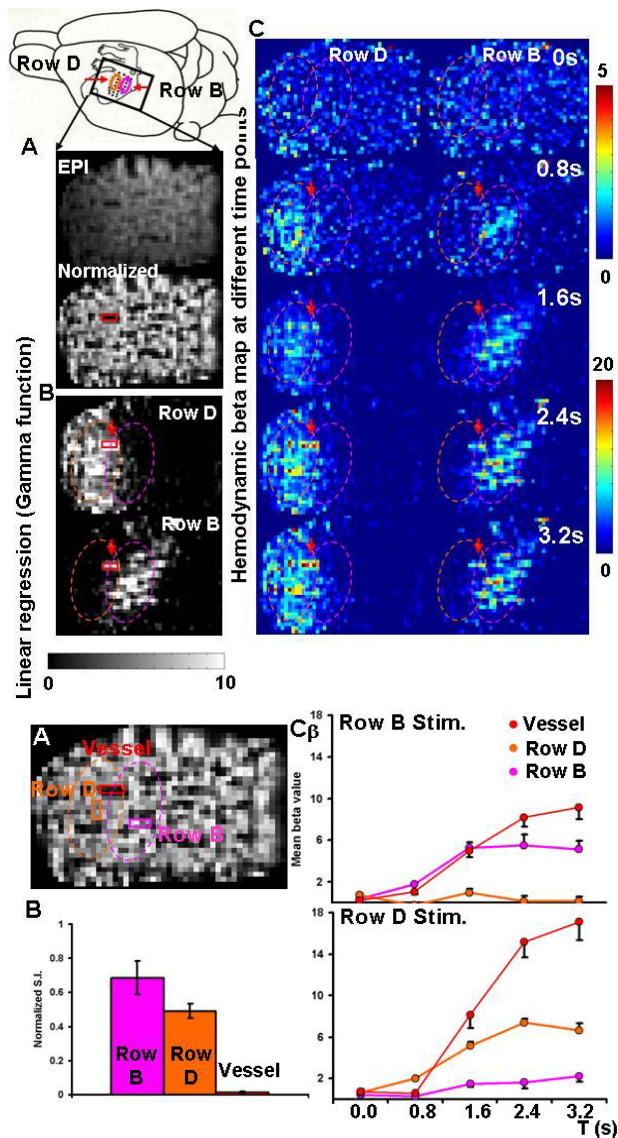 Row D
Row B
A
EPI
Normalized
B
Row D
Row B
Linear regression (Gamma function)
0
10
C
Row D
Row B
0s
0.8s
1.6s
2.4s
3.2s
Hemodynamic beta map at different time points
5
0
20
0
A
Vessel
Row D
Row B
B
Normalized S.I.
1
0.8
0.6
0.4
0.2
0
Row
B
Row
D
Vessel
Cβ
Row B Stim.
Vessel
Row D
Row B
Mean beta value
18
14
10
6
2
Row D Stim.
18
14
10
6
2
0.0
0.8
1.6
2.4
3.2
T (s)